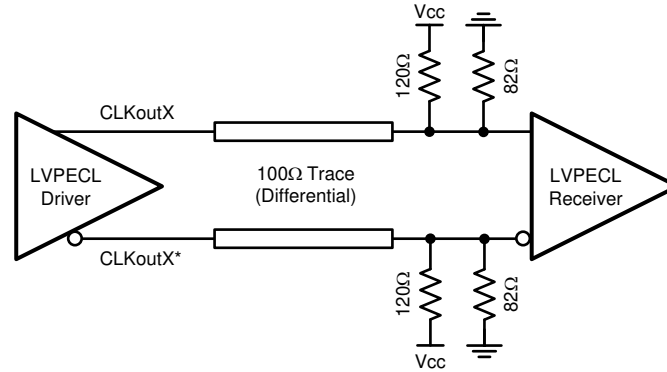 Vcc
120Ω
82Ω
CLKoutX
LVPECL
Driver
100Ω Trace
(Differential)
LVPECL
Receiver
CLKoutX*
120Ω
82Ω
Vcc